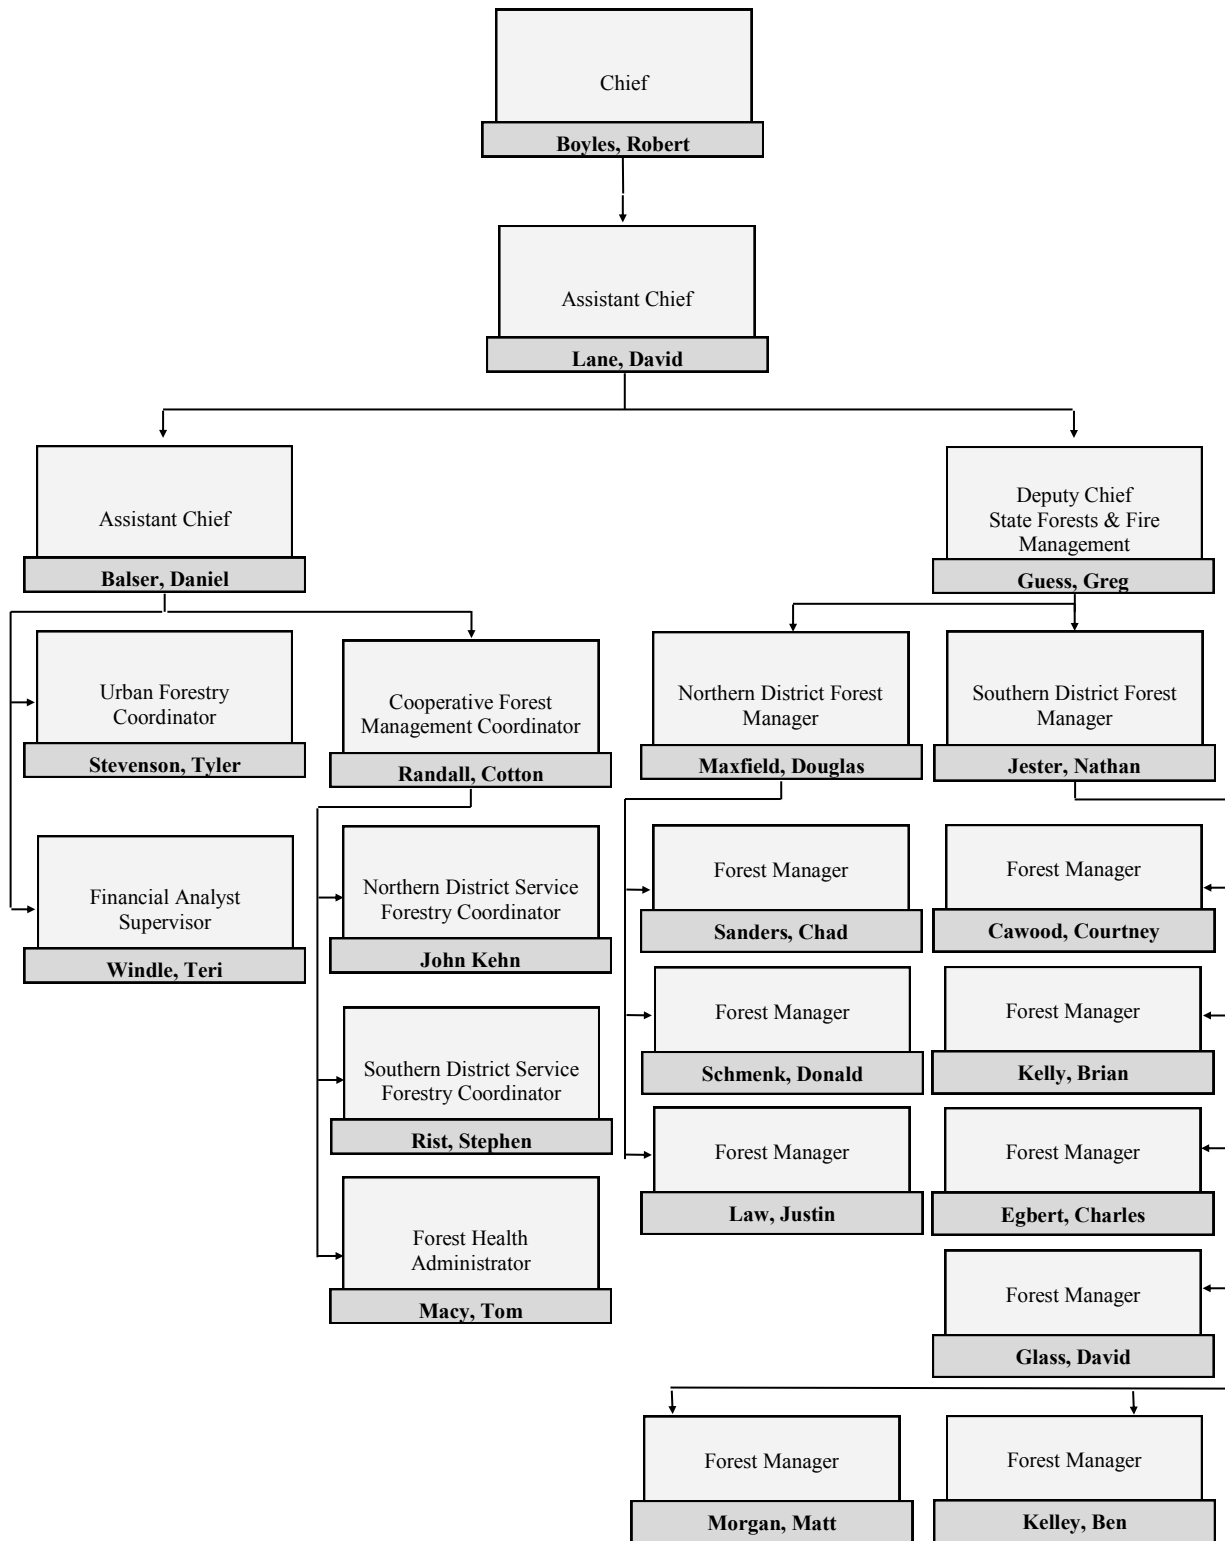 Chief
Boyles, Robert
Assistant Chief
Lane, David
Assistant Chief
Balser, Daniel
Deputy Chief
State Forests & Fire
Management
Guess, Greg
Urban Forestry
Coordinator
Stevenson, Tyler
Cooperative Forest
Management Coordinator
Randall, Cotton
Northern District Forest
Manager
Maxfield, Douglas
Southern District Forest
Manager
Jester, Nathan
Financial Analyst
Supervisor
Windle, Teri
Northern District Service
Forestry Coordinator
John Kehn
Forest Manager
Sanders, Chad
Forest Manager
Cawood, Courtney
Southern District Service
Forestry Coordinator
Rist, Stephen
Forest Manager
Schmenk, Donald
Forest Manager
Kelly, Brian
Forest Health
Administrator
Macy, Tom
Forest Manager
Law, Justin
Forest Manager
Egbert, Charles
Forest Manager
Glass, David
Forest Manager
Morgan, Matt
Forest Manager
Kelley, Ben